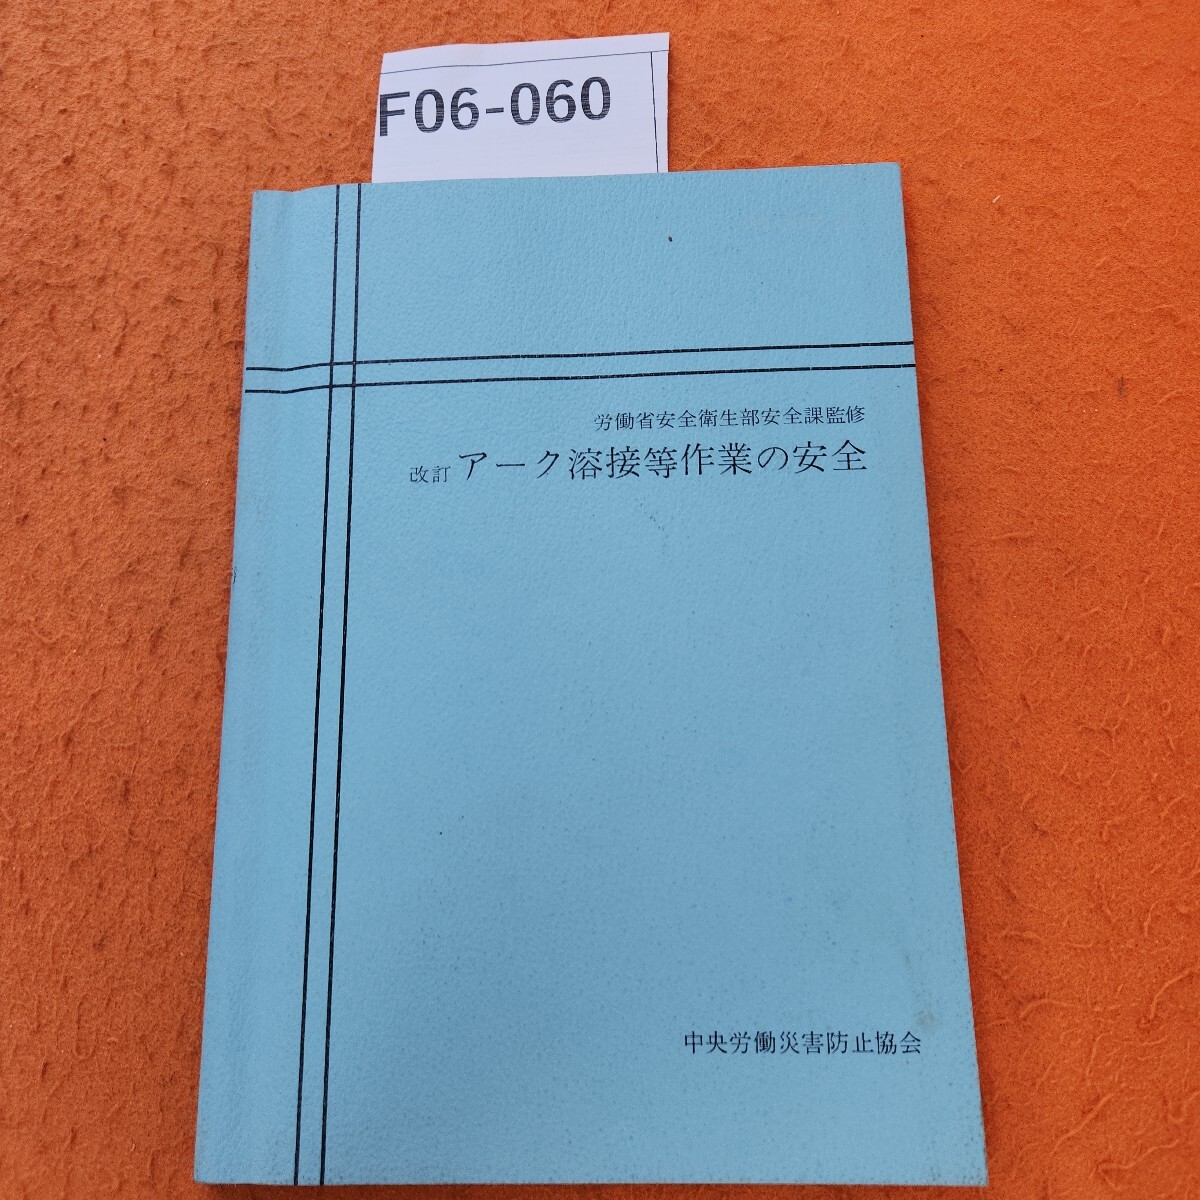 F06-060
労働省安全衛生部安全課監修
改訂 アーク溶接等作業の安全
中央労働災害防止協会